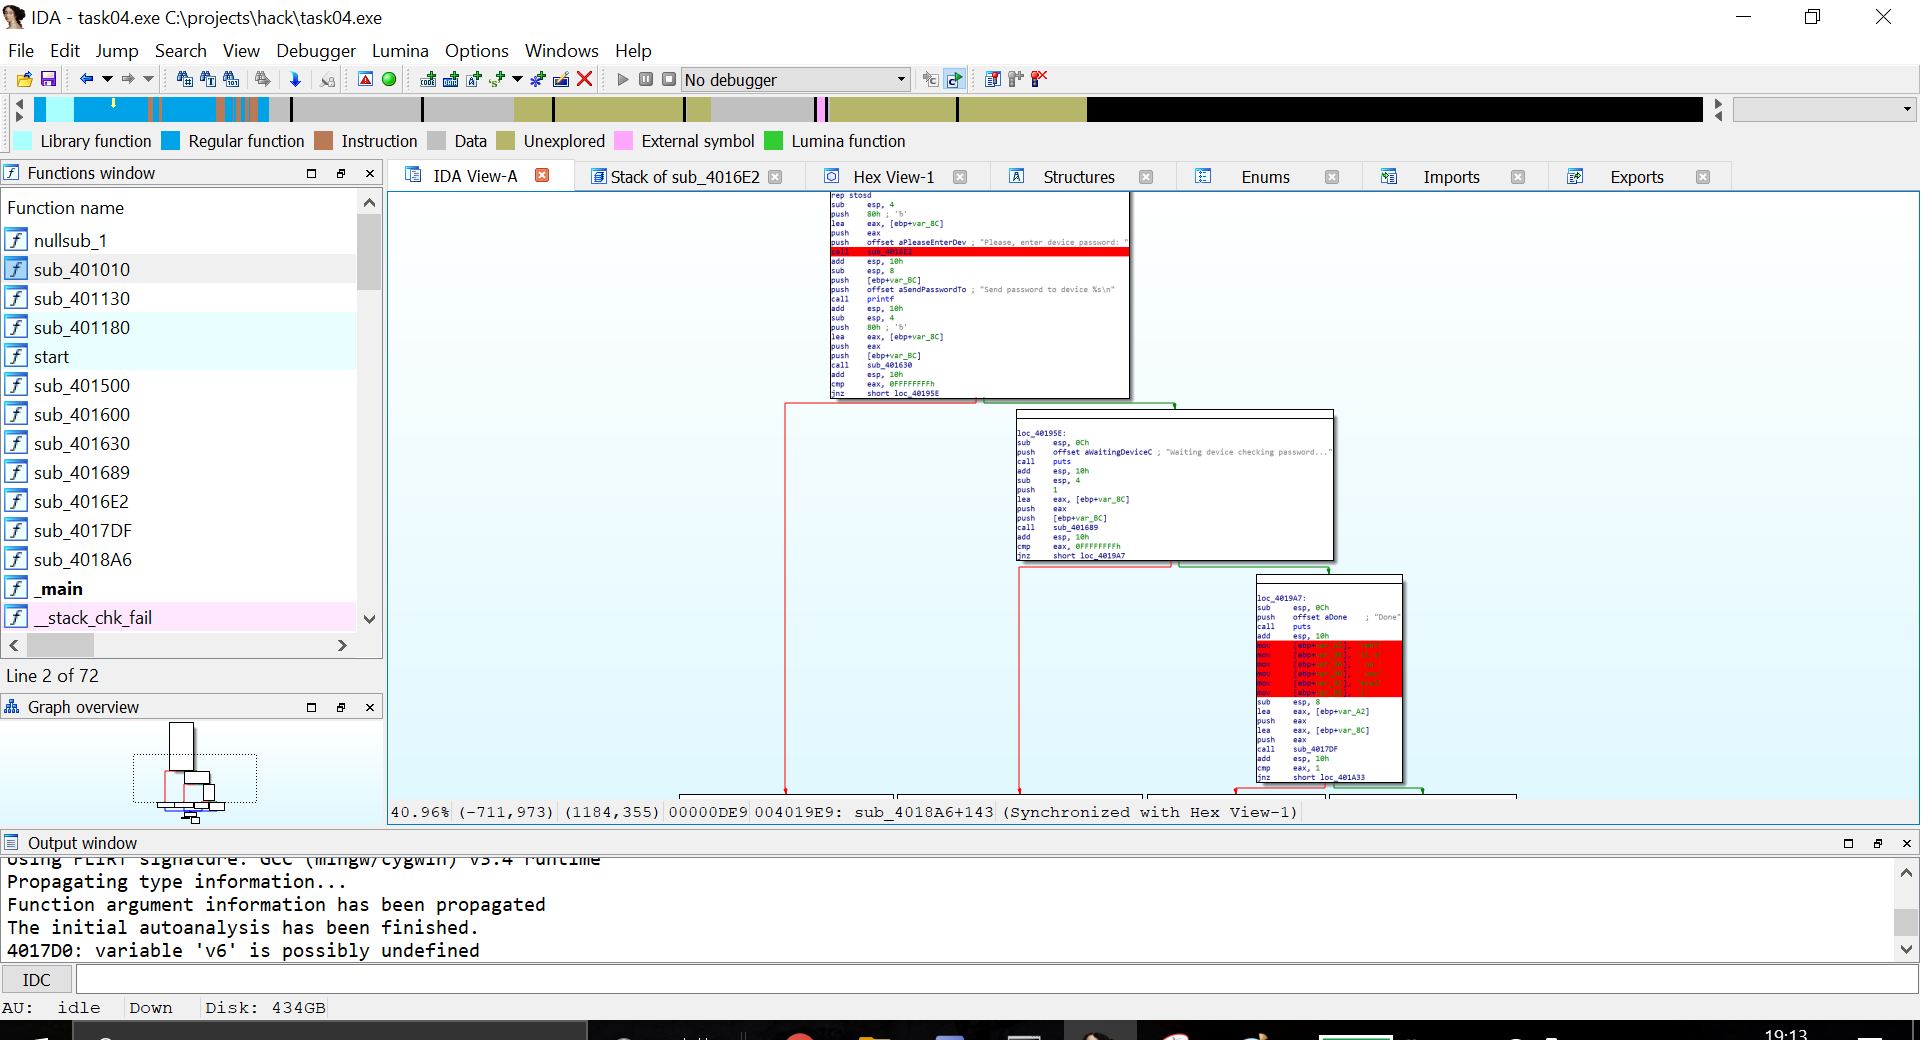 IDA - task04.exe C:\projects\hack\task04.exe
File Edit Jump Search View Debugger Lumina Options Windows Help
No debugger
Library function Regular function Instruction Data Unexplored External symbol Lumina function
Functions window
IDA View-A Stack of sub_4016E2 Hex View-1 Structures Enums Imports Exports
Function name
nullsub_1
sub_401010
sub_401130
sub_401180
start
sub_401500
sub_401600
sub_401630
sub_401689
sub_4016E2
sub_4017DF
sub_4018A6
_main
__stack_chk_fail
Line 2 of 72
Graph overview
rep stosd
sub esp, 4
push 80h ; 'Ђ'
lea eax, [ebp+var_8C]
push eax
push offset aPleaseEnterDev ; "Please, enter device password: "
call sub_4016E2
add esp, 10h
sub esp, 8
push [ebp+var_BC]
push offset aSendPasswordTo ; "Send password to device %s\n"
call printf
add esp, 10h
sub esp, 4
push 80h ; 'Ђ'
lea eax, [ebp+var_8C]
push eax
push [ebp+var_BC]
call sub_401630
add esp, 10h
cmp eax, 0FFFFFFFFh
jnz short loc_40195E
loc_40195E:
sub esp, 0Ch
push offset aWaitingDeviceC ; "Waiting device checking password..."
call puts
add esp, 10h
sub esp, 4
push 1
lea eax, [ebp+var_8C]
push eax
push [ebp+var_BC]
call sub_401689
add esp, 10h
cmp eax, 0FFFFFFFFh
jnz short loc_4019A7
loc_4019A7:
sub esp, 0Ch
push offset aDone ; "Done"
call puts
add esp, 10h
mov
mov
mov
mov
mov
mov
sub esp, 8
lea eax, [ebp+var_A2]
push eax
lea eax, [ebp+var_8C]
push eax
call sub_4017DF
add esp, 10h
cmp eax, 1
jnz short loc_401A33
40.96% (-711,973) (1184,355) 00000DE9 004019E9: sub_4018A6+143 (Synchronized with Hex View-1)
Output window
Using FLIRT signature: GCC (mingw/cygwin) v3.4 runtime
Propagating type information...
Function argument information has been propagated
The initial autoanalysis has been finished.
4017D0: variable 'v6' is possibly undefined
IDC
AU: idle Down Disk: 434GB
19:13